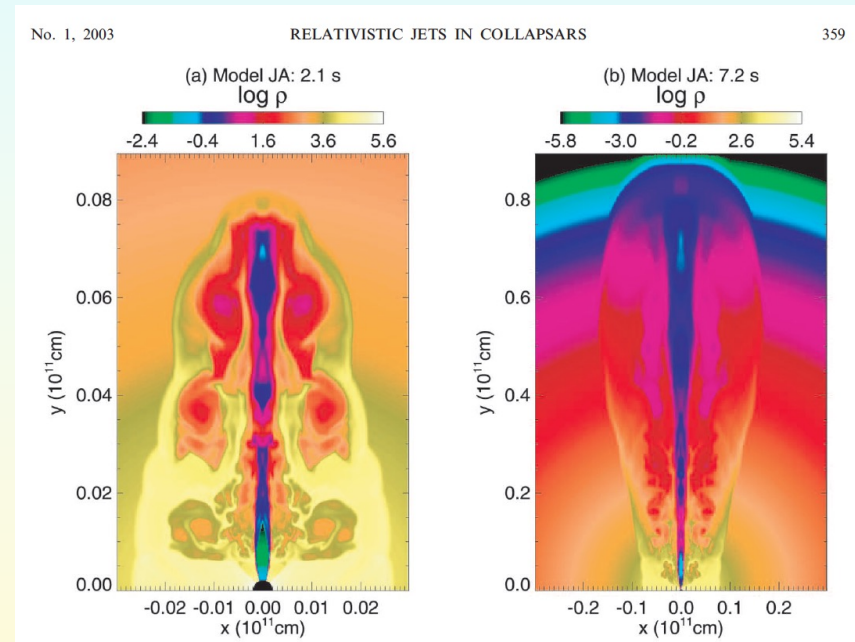 No. 1, 2003 RELATIVISTIC JETS IN COLLAPSARS 359
(a) Model JA: 2.1 s
log ρ
-2.4 -0.4 1.6 3.6 5.6
0.08
0.06
0.04
0.02
0.00
y (10¹¹cm)
-0.02 -0.01 0.00 0.01 0.02
x (10¹¹cm)
(b) Model JA: 7.2 s
log ρ
-5.8 -3.0 -0.2 2.6 5.4
0.8
0.6
0.4
0.2
0.0
y (10¹¹cm)
-0.2 -0.1 0.0 0.1 0.2
x (10¹¹cm)